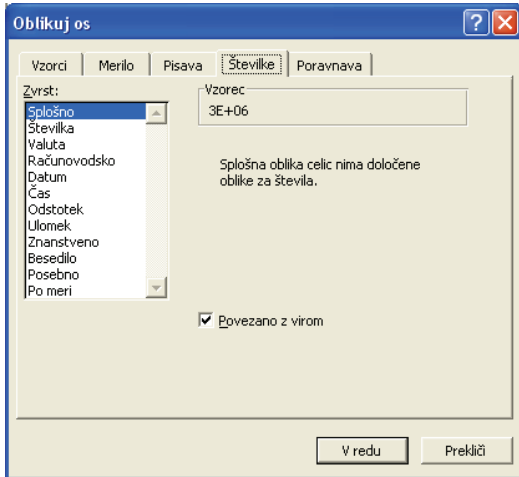 Oblikuj os
Vzorci Merilo Pisava Številke Poravnava
Zvrst:
Splošno
Številka
Valuta
Računovodsko
Datum
Čas
Odstotek
Ulomek
Znanstveno
Besedilo
Posebno
Po meri
Vzorec
3E+06
Splošna oblika celic nima določene
oblike za števila.
Povezano z virom
V redu Prekliči